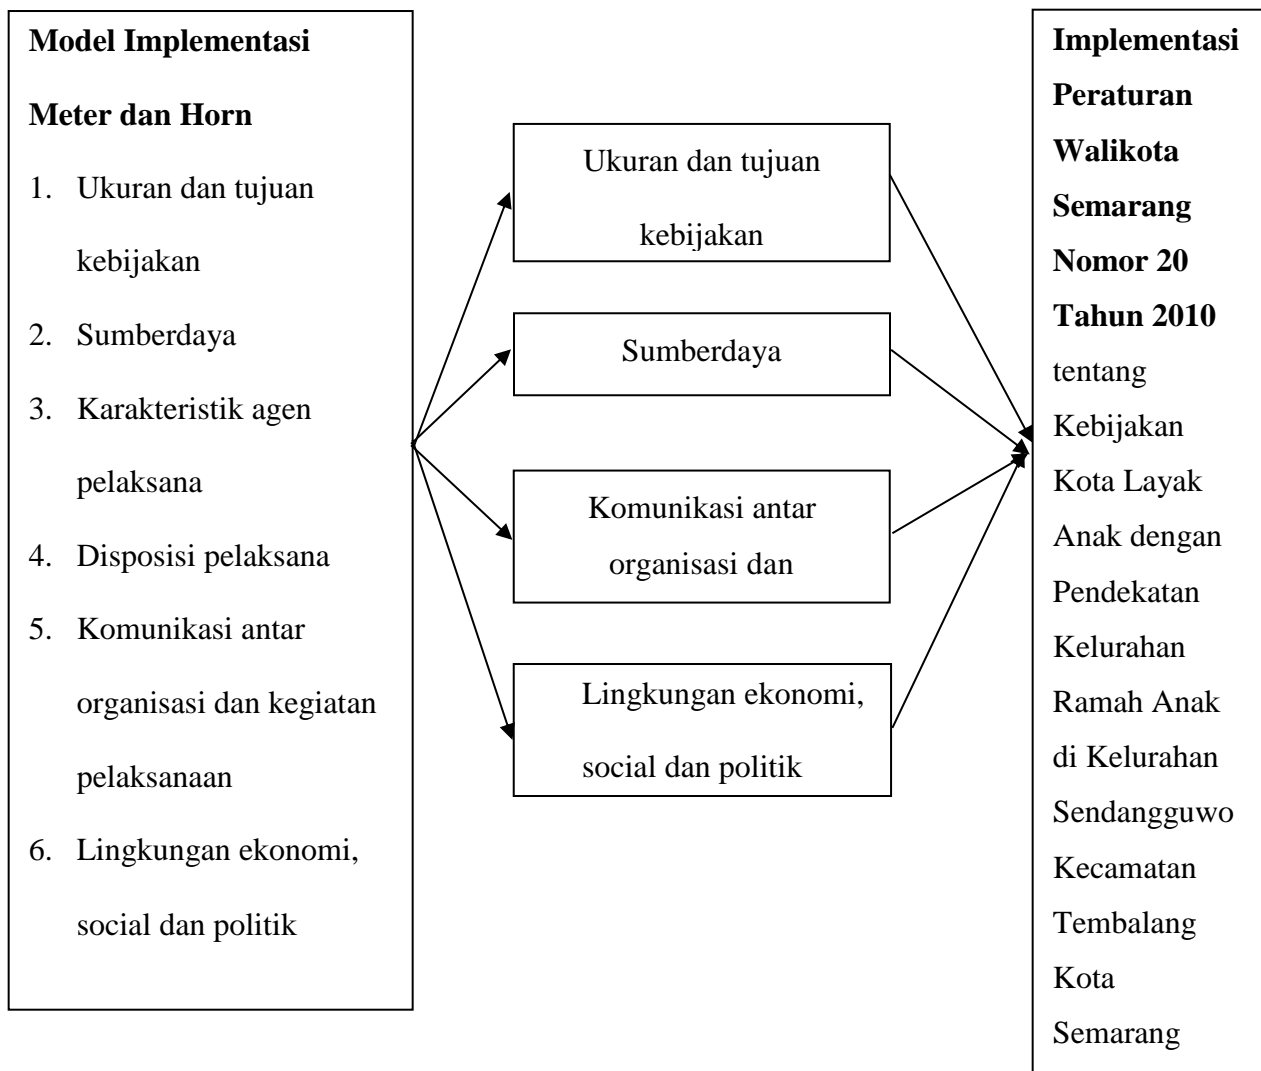 Model Implementasi
Meter dan Horn
1. Ukuran dan tujuan
kebijakan
2. Sumberdaya
3. Karakteristik agen
pelaksana
4. Disposisi pelaksana
5. Komunikasi antar
organisasi dan kegiatan
pelaksanaan
6. Lingkungan ekonomi,
social dan politik
Ukuran dan tujuan
kebijakan
Sumberdaya
Komunikasi antar
organisasi dan
Lingkungan ekonomi,
social dan politik
Implementasi
Peraturan
Walikota
Semarang
Nomor 20
Tahun 2010
tentang
Kebijakan
Kota Layak
Anak dengan
Pendekatan
Kelurahan
Ramah Anak
di Kelurahan
Sendangguwo
Kecamatan
Tembalang
Kota
Semarang